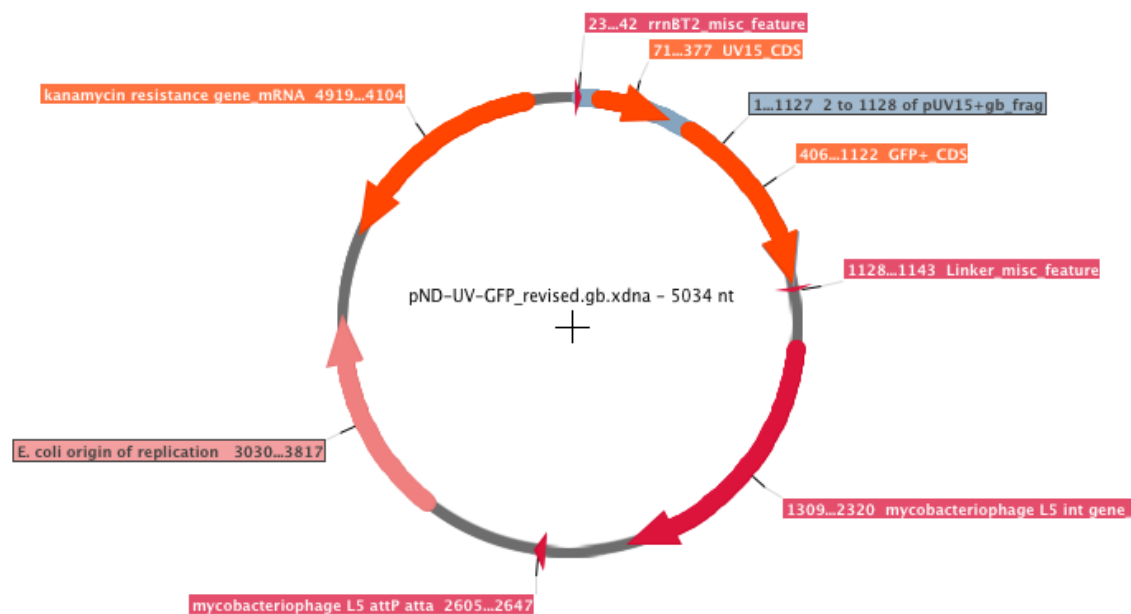 23...42 rrnBT2_misc_feature
71...377 UV15_CDS
kanamycin resistance gene_mRNA 4919...4104
1...1127 2 to 1128 of pUV15+gb_frag
406...1122 GFP+_CDS
1128...1143 Linker_misc_feature
pND-UV-GFP_revised.gb.xdna - 5034 nt
E. coli origin of replication 3030...3817
1309...2320 mycobacteriophage L5 int gene_
mycobacteriophage L5 attP atta 2605...2647